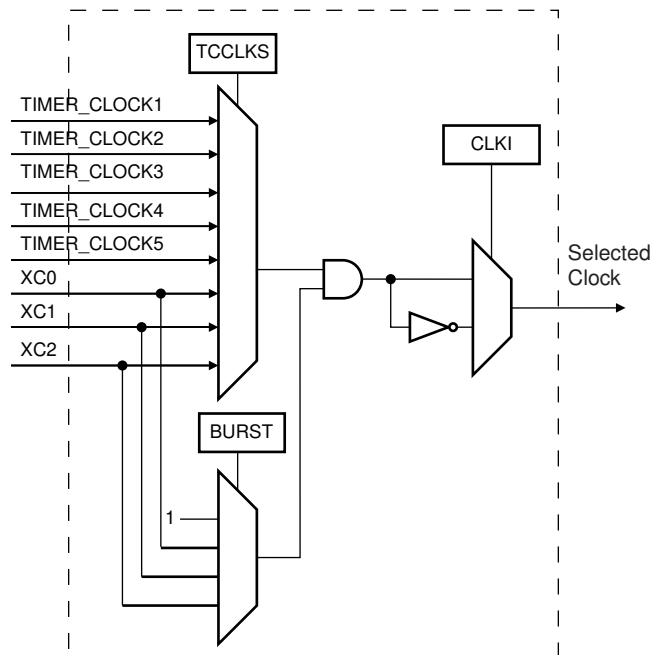 TCCLKS
TIMER_CLOCK1
TIMER_CLOCK2
TIMER_CLOCK3
TIMER_CLOCK4
TIMER_CLOCK5
XC0
XC1
XC2
CLKI
Selected
Clock
BURST
1